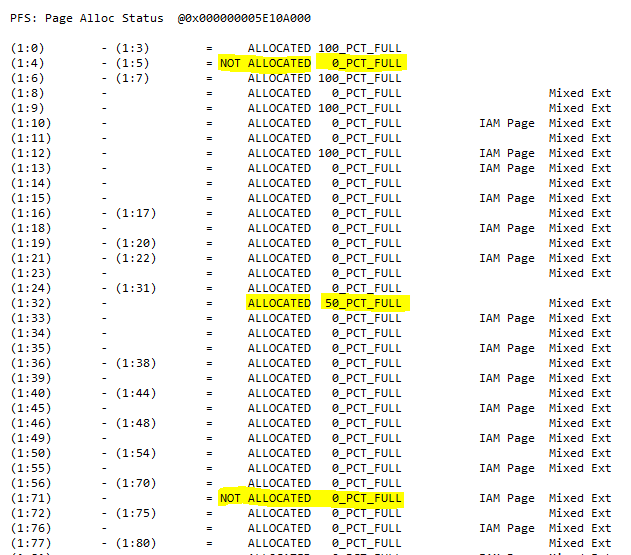 PFS: Page Alloc Status @0x000000005E10A000
(1:0) - (1:3) = ALLOCATED 100_PCT_FULL
(1:4) - (1:5) = NOT ALLOCATED 0_PCT_FULL
(1:6) - (1:7) = ALLOCATED 100_PCT_FULL
(1:8) - = ALLOCATED 0_PCT_FULL Mixed Ext
(1:9) - = ALLOCATED 100_PCT_FULL Mixed Ext
(1:10) - = ALLOCATED 0_PCT_FULL IAM Page Mixed Ext
(1:11) - = ALLOCATED 0_PCT_FULL Mixed Ext
(1:12) - = ALLOCATED 100_PCT_FULL IAM Page Mixed Ext
(1:13) - = ALLOCATED 0_PCT_FULL IAM Page Mixed Ext
(1:14) - = ALLOCATED 0_PCT_FULL Mixed Ext
(1:15) - = ALLOCATED 0_PCT_FULL IAM Page Mixed Ext
(1:16) - (1:17) = ALLOCATED 0_PCT_FULL Mixed Ext
(1:18) - = ALLOCATED 0_PCT_FULL IAM Page Mixed Ext
(1:19) - (1:20) = ALLOCATED 0_PCT_FULL Mixed Ext
(1:21) - (1:22) = ALLOCATED 0_PCT_FULL IAM Page Mixed Ext
(1:23) - = ALLOCATED 0_PCT_FULL Mixed Ext
(1:24) - (1:31) = ALLOCATED 0_PCT_FULL
(1:32) - = ALLOCATED 50_PCT_FULL Mixed Ext
(1:33) - = ALLOCATED 0_PCT_FULL IAM Page Mixed Ext
(1:34) - = ALLOCATED 0_PCT_FULL Mixed Ext
(1:35) - = ALLOCATED 0_PCT_FULL IAM Page Mixed Ext
(1:36) - (1:38) = ALLOCATED 0_PCT_FULL Mixed Ext
(1:39) - = ALLOCATED 0_PCT_FULL IAM Page Mixed Ext
(1:40) - (1:44) = ALLOCATED 0_PCT_FULL Mixed Ext
(1:45) - = ALLOCATED 0_PCT_FULL IAM Page Mixed Ext
(1:46) - (1:48) = ALLOCATED 0_PCT_FULL Mixed Ext
(1:49) - = ALLOCATED 0_PCT_FULL IAM Page Mixed Ext
(1:50) - (1:54) = ALLOCATED 0_PCT_FULL Mixed Ext
(1:55) - = ALLOCATED 0_PCT_FULL IAM Page Mixed Ext
(1:56) - (1:70) = ALLOCATED 0_PCT_FULL Mixed Ext
(1:71) - = NOT ALLOCATED 0_PCT_FULL IAM Page Mixed Ext
(1:72) - (1:75) = ALLOCATED 0_PCT_FULL Mixed Ext
(1:76) - = ALLOCATED 0_PCT_FULL IAM Page Mixed Ext
(1:77) - (1:80) = ALLOCATED 0_PCT_FULL Mixed Ext